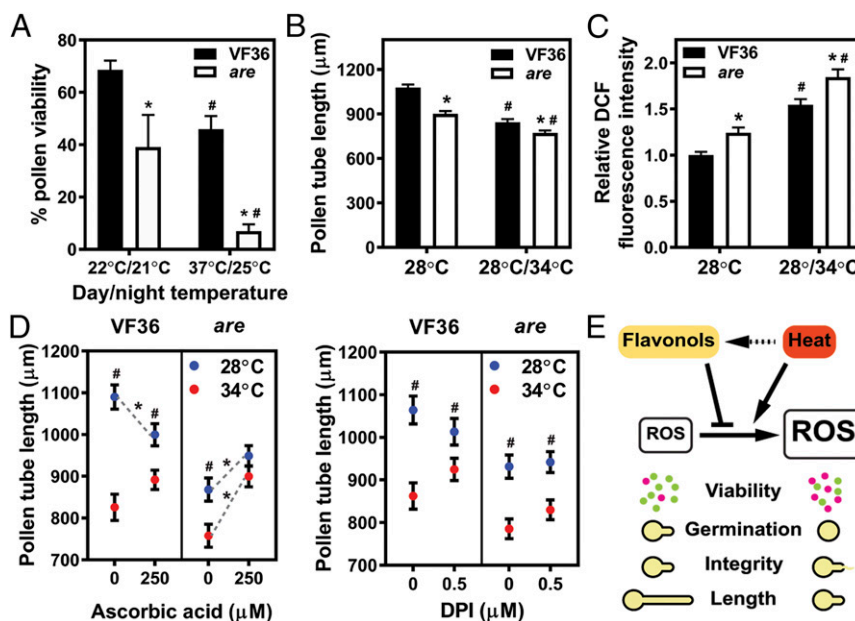 A
% pollen viability
80
60
40
20
0
VF36
are
*
#
* #
22°C/21°C
37°C/25°C
Day/night temperature
B
Pollen tube length (µm)
1200
900
600
300
0
VF36
are
*
#
* #
28°C
28°C/34°C
C
Relative DCF
fluorescence intensity
2.0
1.5
1.0
0.5
0.0
VF36
are
*
#
* #
28°C
28°/34°C
D
VF36
are
Pollen tube length (µm)
1200
1100
1000
900
800
700
28°C
34°C
#
*
#
#
*
*
0
250
0
250
Ascorbic acid (µM)
VF36
are
Pollen tube length (µm)
1200
1100
1000
900
800
700
28°C
34°C
#
#
#
#
0
0.5
0
0.5
DPI (µM)
E
Flavonols
Heat
ROS
ROS
Viability
Germination
Integrity
Length